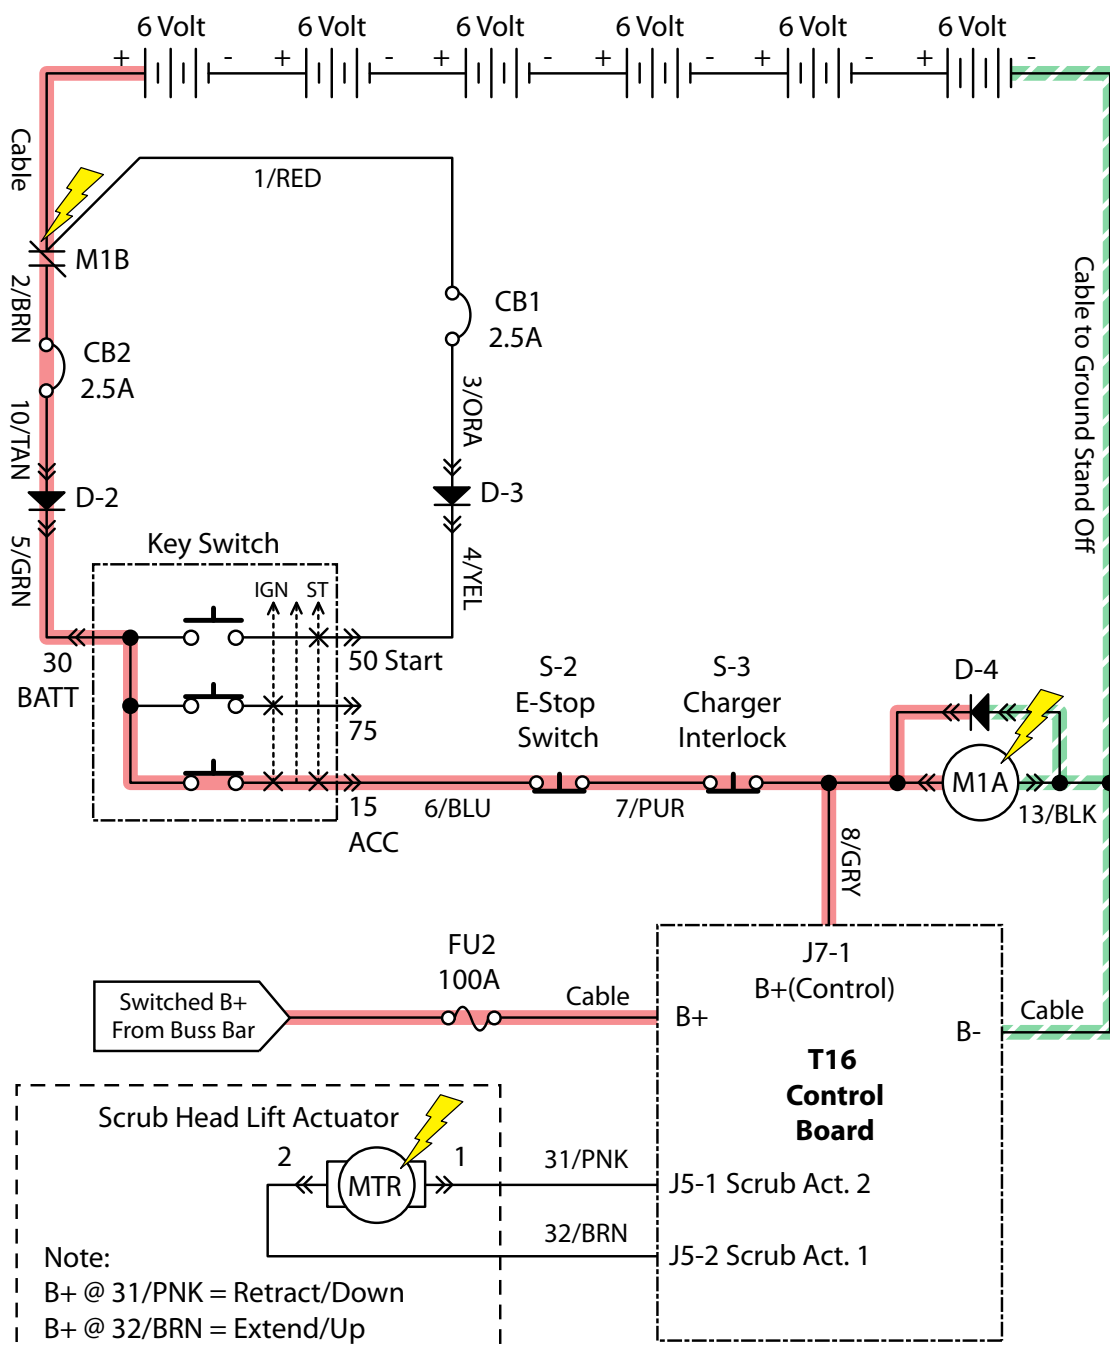 6 Volt 6 Volt 6 Volt 6 Volt 6 Volt 6 Volt
+ - + - + - + - + - + -
Cable
1/RED
M1B
2/BRN
CB1
2.5A
CB2
2.5A
Cable to Ground Stand Off
10/TAN
3/ORA
D-2
D-3
5/GRN
Key Switch
4/YEL
IGN ST
30
BATT
50 Start
75
15
ACC
S-2
E-Stop
Switch
S-3
Charger
Interlock
D-4
M1A
6/BLU
7/PUR
13/BLK
8/GRY
FU2
100A
Switched B+
From Buss Bar
Cable
J7-1
B+(Control)
B+
B-
Cable
T16
Control
Board
Scrub Head Lift Actuator
2
1
MTR
31/PNK
J5-1 Scrub Act. 2
32/BRN
J5-2 Scrub Act. 1
Note:
B+ @ 31/PNK = Retract/Down
B+ @ 32/BRN = Extend/Up